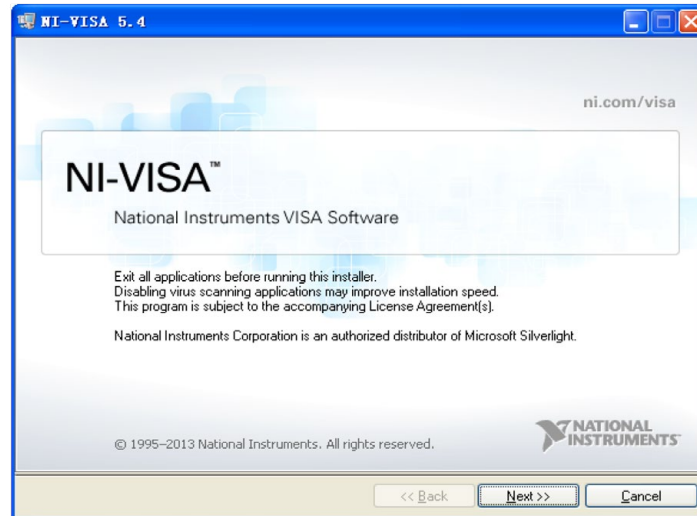 NI-VISA 5.4
ni.com/visa
NI-VISA™
National Instruments VISA Software
Exit all applications before running this installer.
Disabling virus scanning applications may improve installation speed.
This program is subject to the accompanying License Agreement(s).
National Instruments Corporation is an authorized distributor of Microsoft Silverlight.
© 1995–2013 National Instruments. All rights reserved.
NATIONAL
INSTRUMENTS™
<< Back
Next >>
Cancel